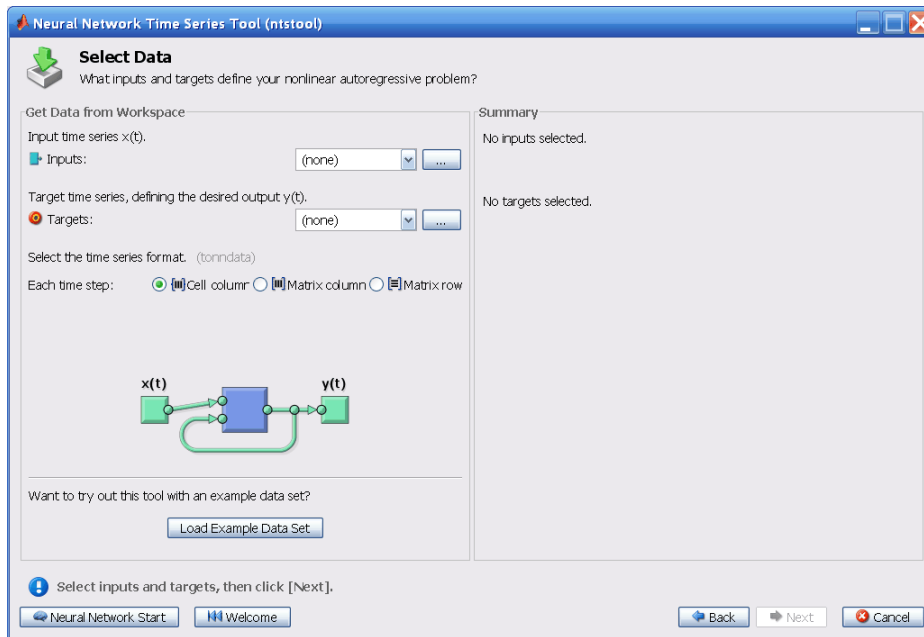 Neural Network Time Series Tool (ntstool)
Select Data
What inputs and targets define your nonlinear autoregressive problem?
Get Data from Workspace
Input time series x(t).
Inputs: (none) ...
Target time series, defining the desired output y(t).
Targets: (none) ...
Select the time series format. (tonndata)
Each time step: Cell column Matrix column Matrix row
x(t) y(t)
Want to try out this tool with an example data set?
Load Example Data Set
Summary
No inputs selected.
No targets selected.
Select inputs and targets, then click [Next].
Neural Network Start Welcome Back Next Cancel